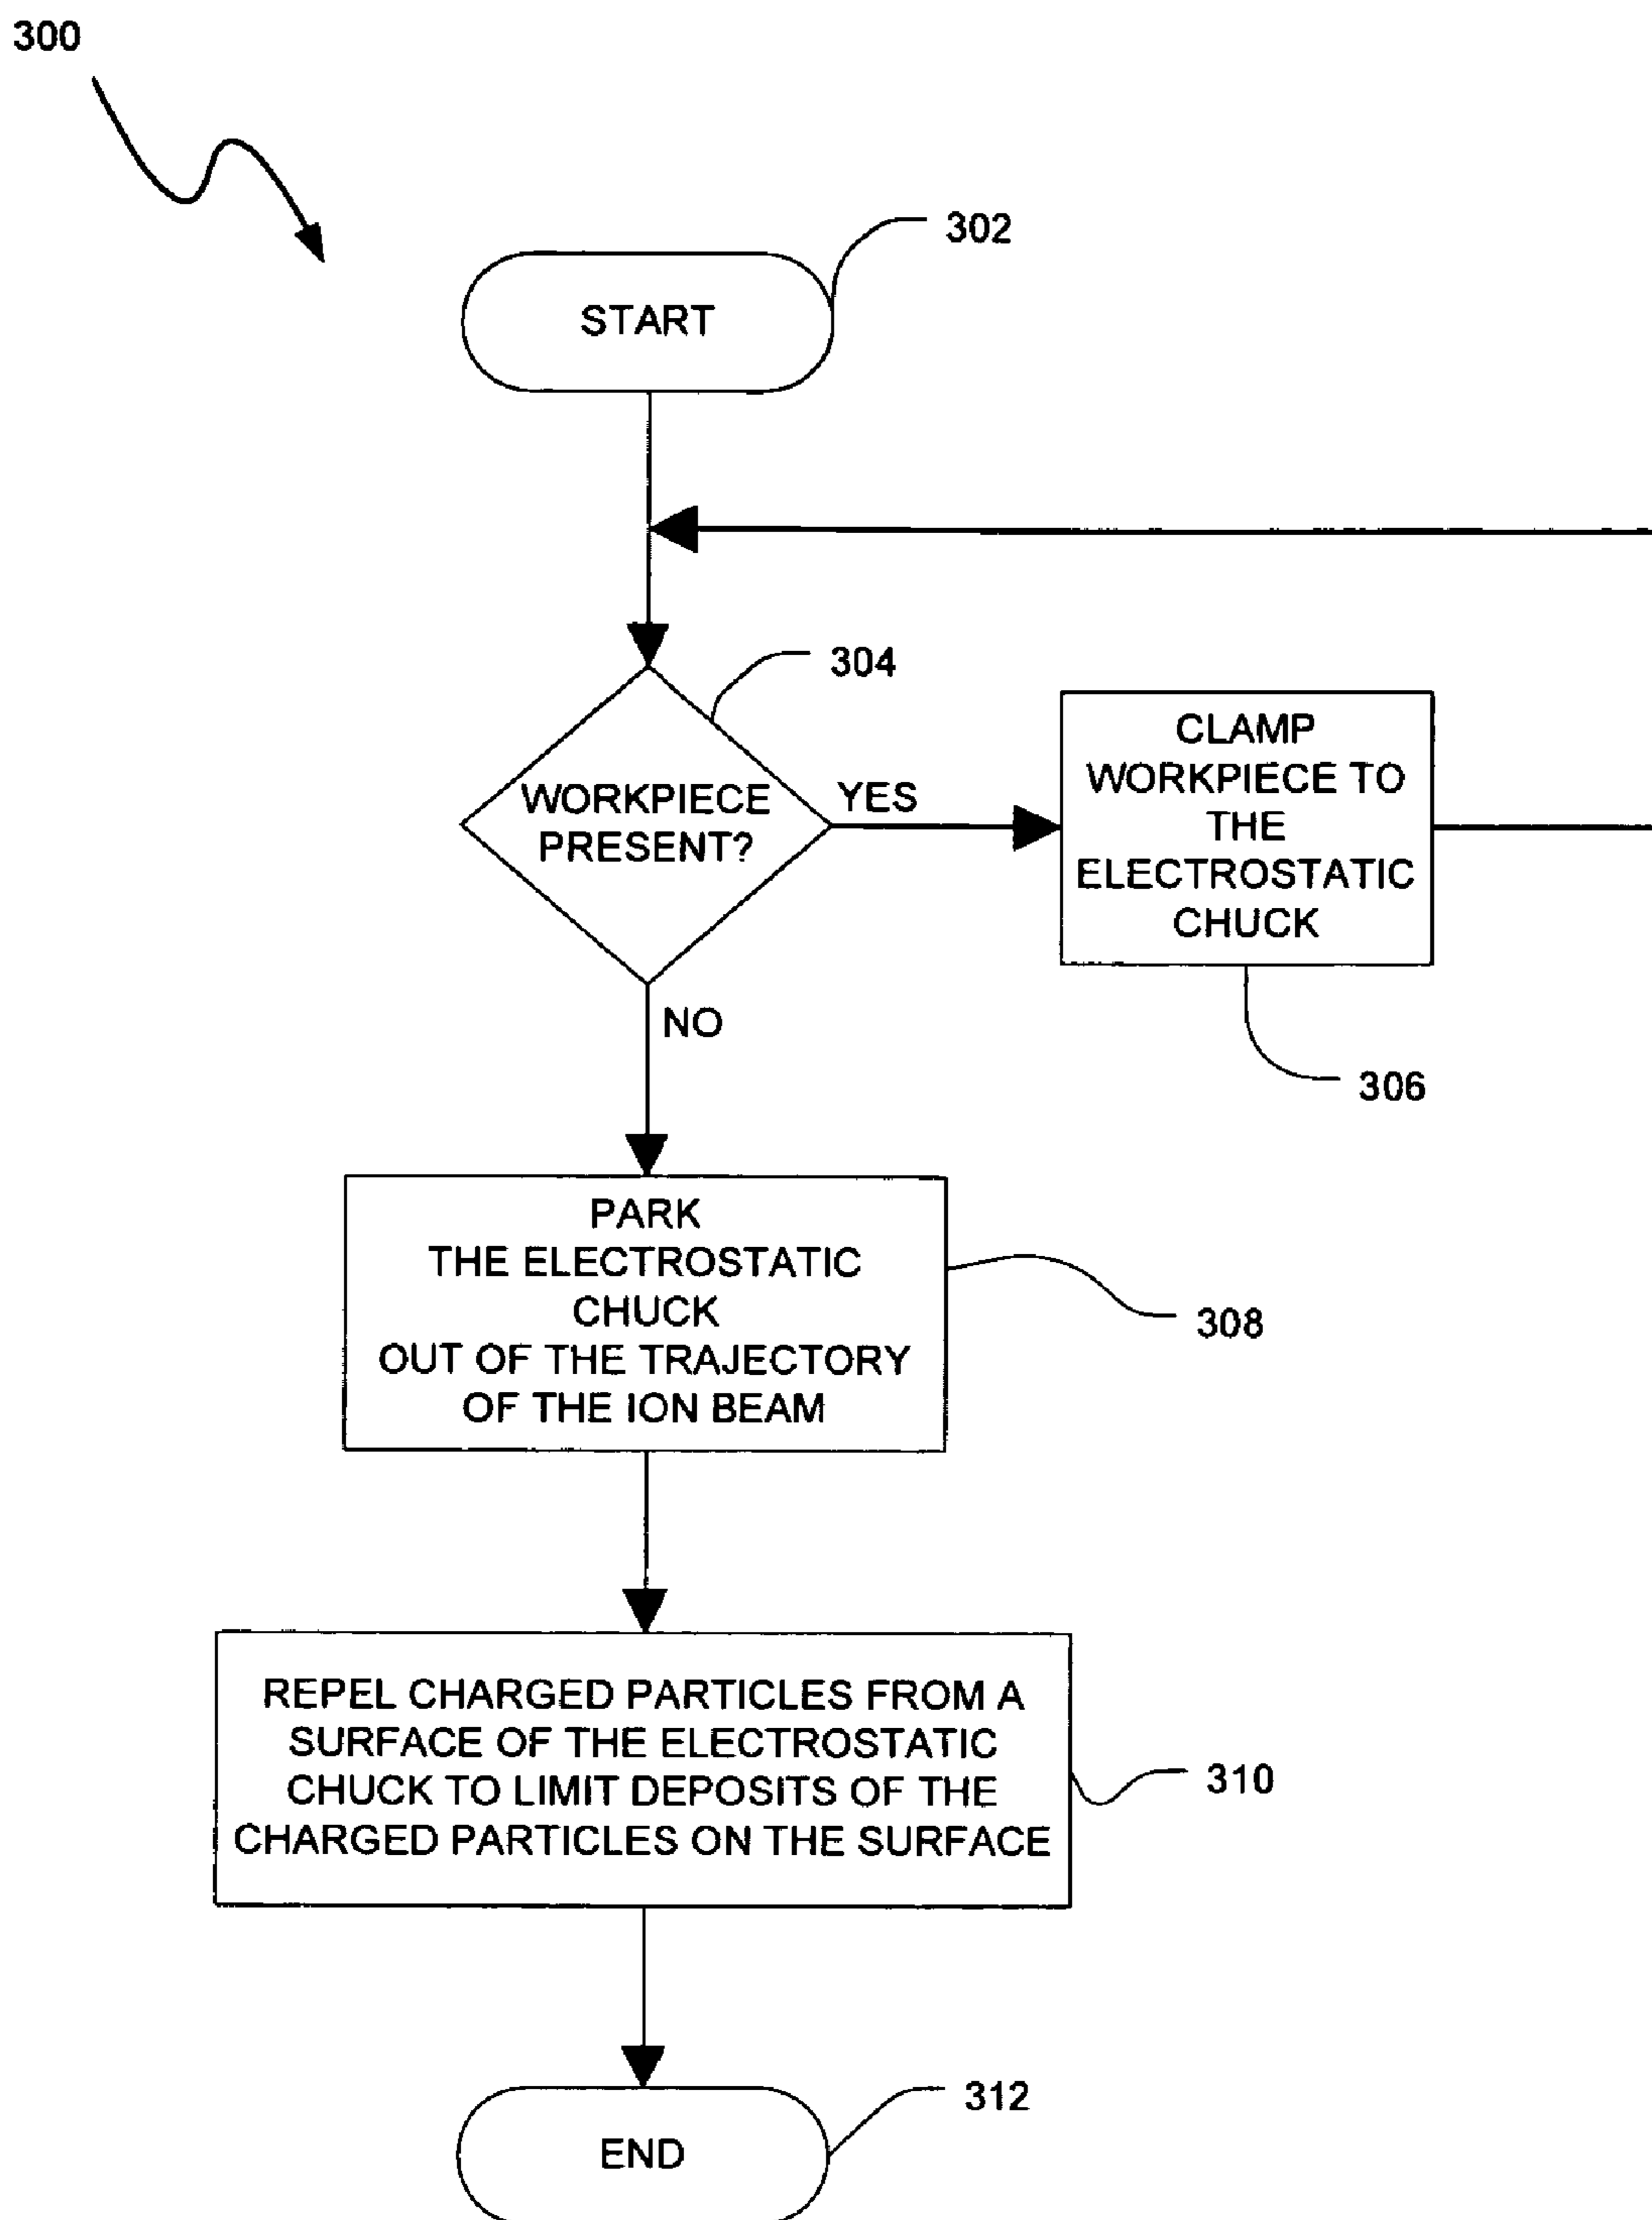 300
302
START
304
WORKPIECE
PRESENT?
YES
CLAMP
WORKPIECE TO
THE
ELECTROSTATIC
CHUCK
306
NO
PARK
THE ELECTROSTATIC
CHUCK
OUT OF THE TRAJECTORY
OF THE ION BEAM
308
REPEL CHARGED PARTICLES FROM A
SURFACE OF THE ELECTROSTATIC
CHUCK TO LIMIT DEPOSITS OF THE
CHARGED PARTICLES ON THE SURFACE
310
312
END